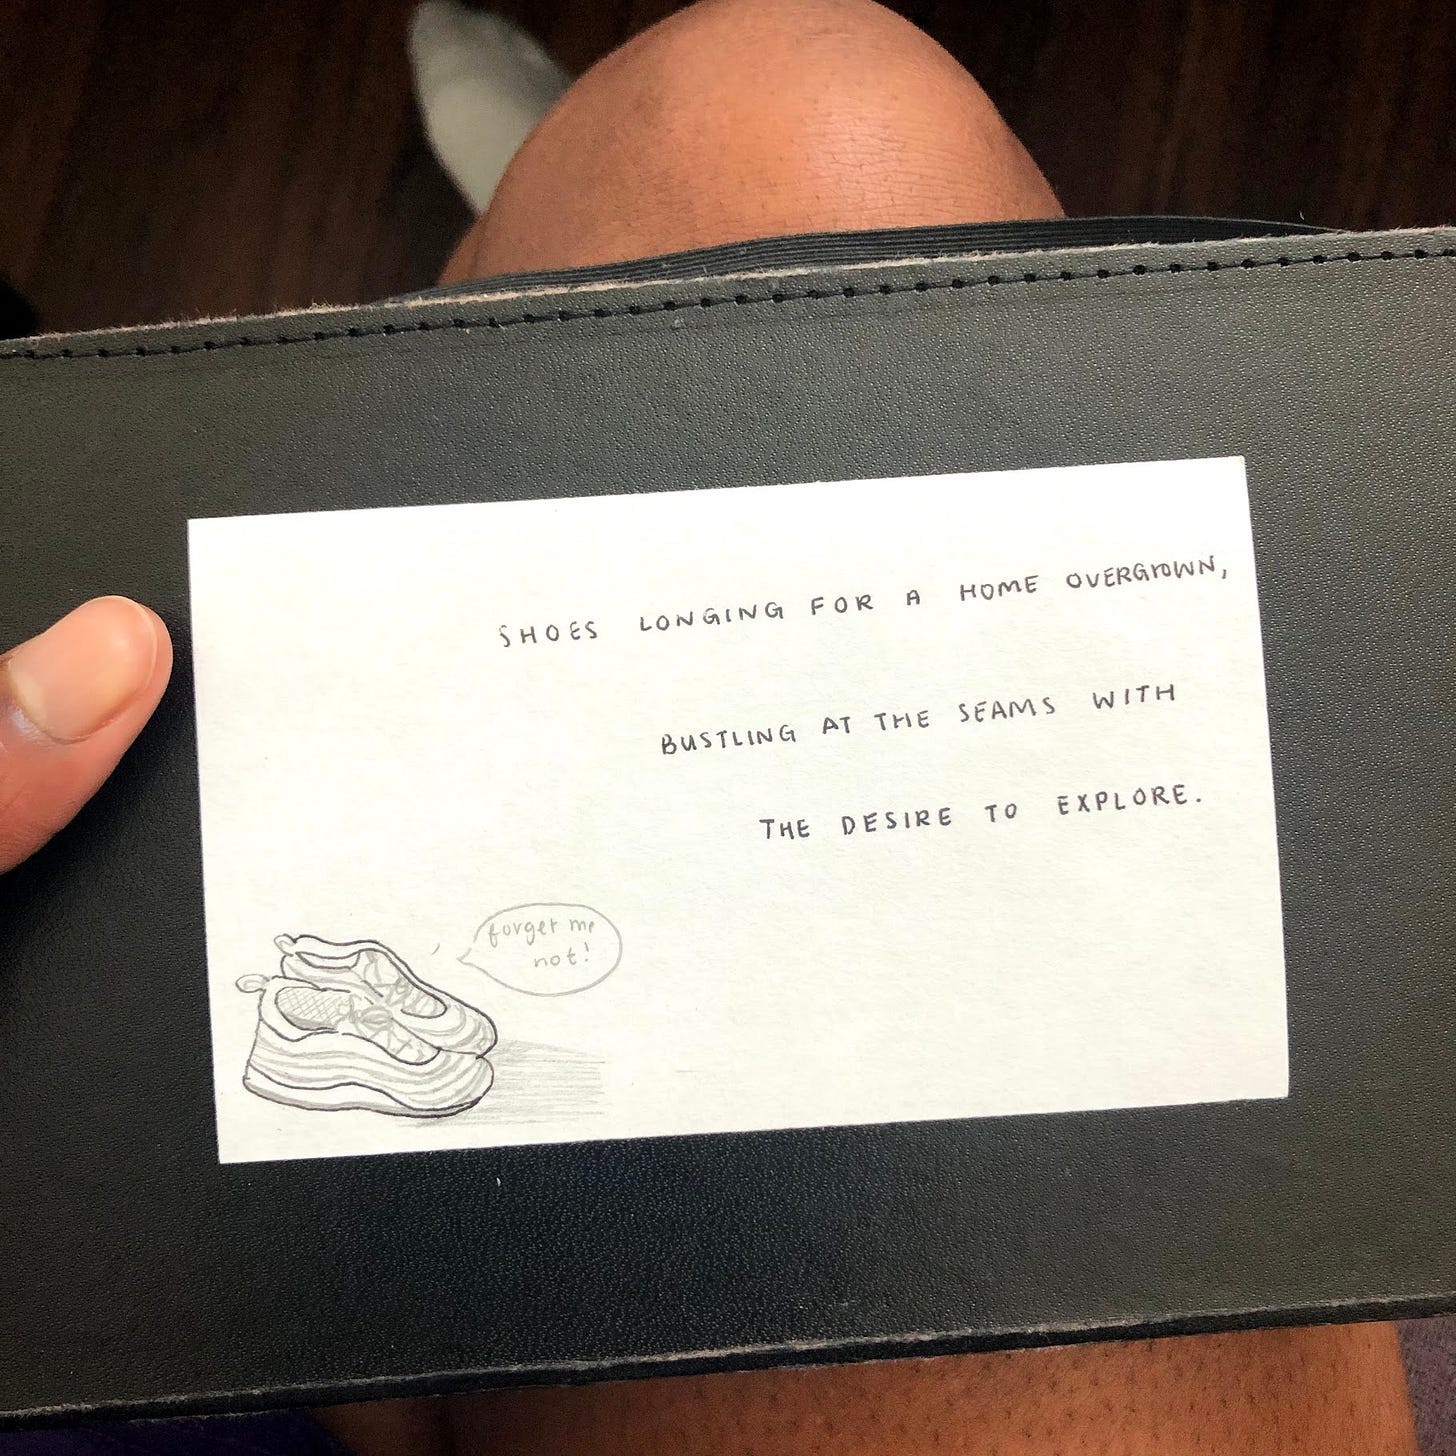 SHOES LONGING FOR A HOME OVERGROWN,
BUSTLING AT THE SEAMS WITH
THE DESIRE TO EXPLORE.
forget me
not!